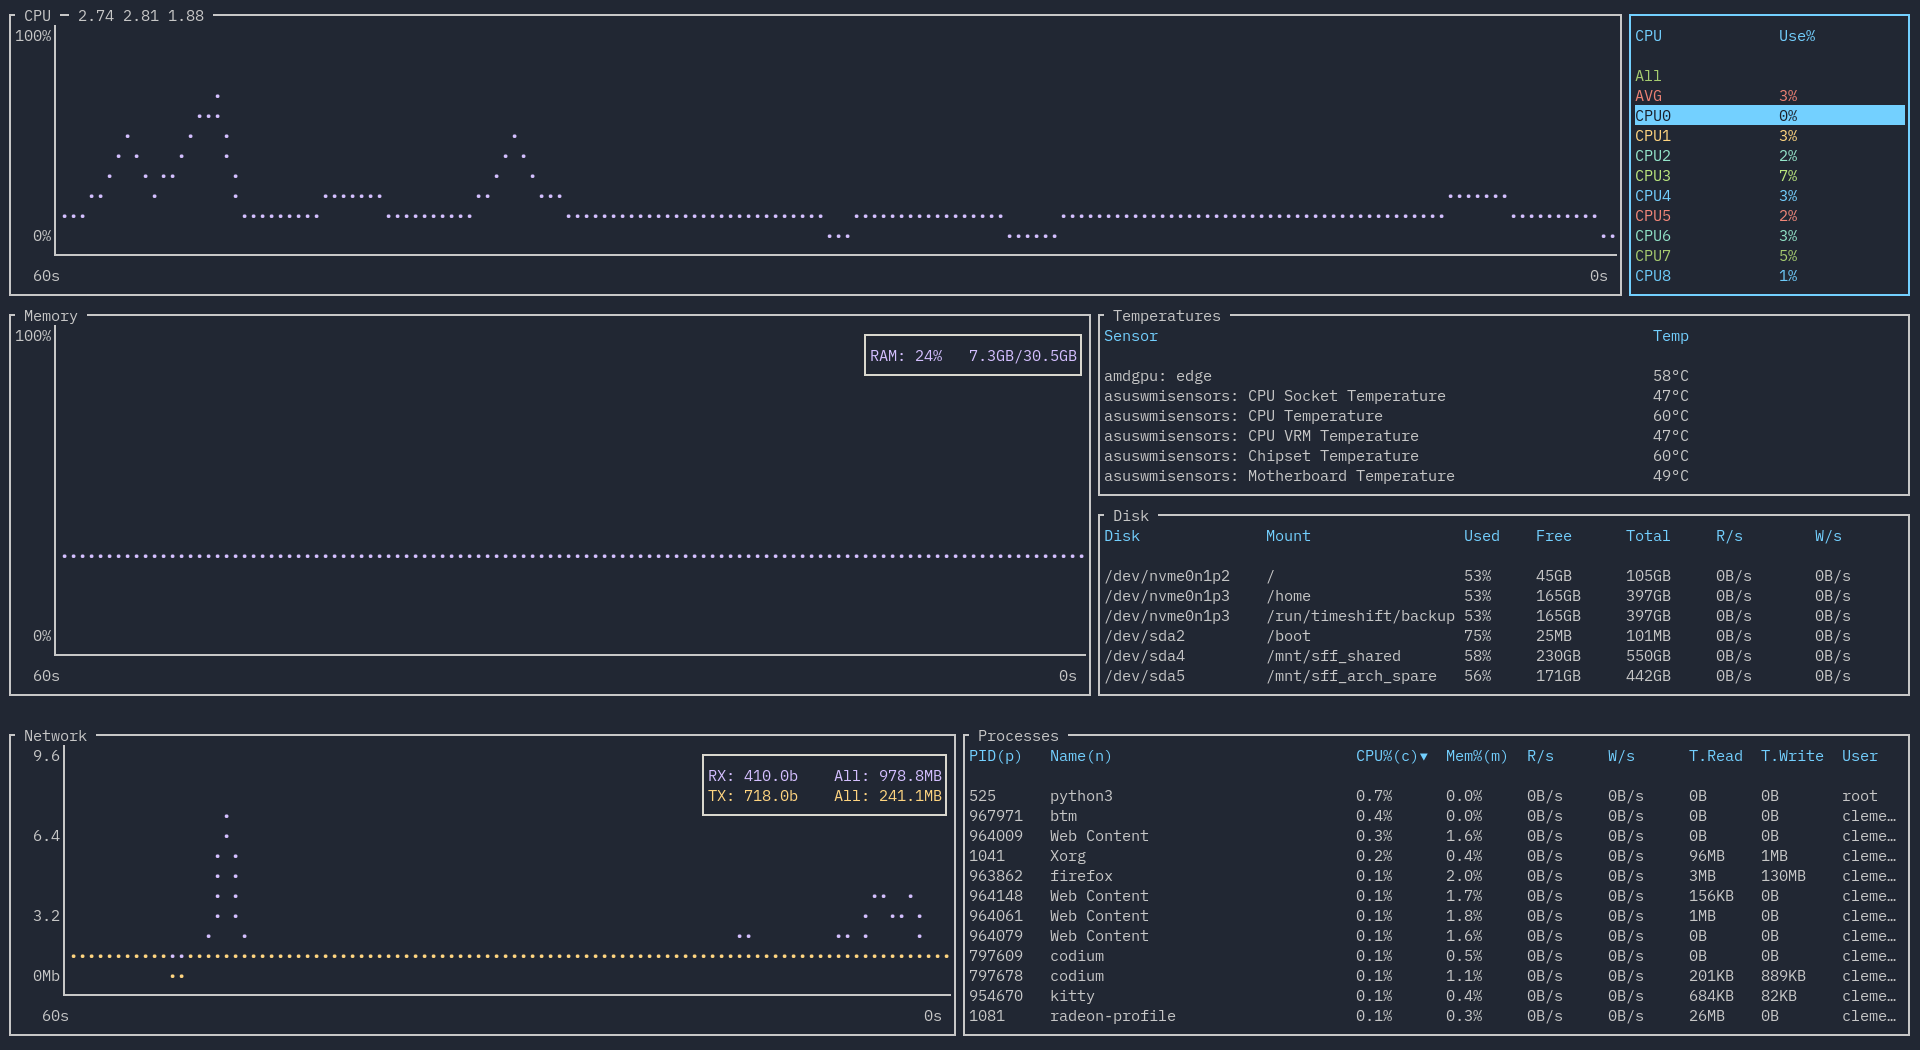 CPU 2.74 2.81 1.88
100%
0%
60s 0s
CPU Use%
All
AVG 3%
CPU0 0%
CPU1 3%
CPU2 2%
CPU3 7%
CPU4 3%
CPU5 2%
CPU6 3%
CPU7 5%
CPU8 1%
Memory
100%
RAM: 24% 7.3GB/30.5GB
0%
60s 0s
Temperatures
Sensor Temp
amdgpu: edge 58°C
asuswmisensors: CPU Socket Temperature 47°C
asuswmisensors: CPU Temperature 60°C
asuswmisensors: CPU VRM Temperature 47°C
asuswmisensors: Chipset Temperature 60°C
asuswmisensors: Motherboard Temperature 49°C
Disk
Disk Mount Used Free Total R/s W/s
/dev/nvme0n1p2 / 53% 45GB 105GB 0B/s 0B/s
/dev/nvme0n1p3 /home 53% 165GB 397GB 0B/s 0B/s
/dev/nvme0n1p3 /run/timeshift/backup 53% 165GB 397GB 0B/s 0B/s
/dev/sda2 /boot 75% 25MB 101MB 0B/s 0B/s
/dev/sda4 /mnt/sff_shared 58% 230GB 550GB 0B/s 0B/s
/dev/sda5 /mnt/sff_arch_spare 56% 171GB 442GB 0B/s 0B/s
Network
9.6
RX: 410.0b All: 978.8MB
TX: 718.0b All: 241.1MB
6.4
3.2
0Mb
60s 0s
Processes
PID(p) Name(n) CPU%(c)▼ Mem%(m) R/s W/s T.Read T.Write User
525 python3 0.7% 0.0% 0B/s 0B/s 0B 0B root
967971 btm 0.4% 0.0% 0B/s 0B/s 0B 0B cleme…
964009 Web Content 0.3% 1.6% 0B/s 0B/s 0B 0B cleme…
1041 Xorg 0.2% 0.4% 0B/s 0B/s 96MB 1MB cleme…
963862 firefox 0.1% 2.0% 0B/s 0B/s 3MB 130MB cleme…
964148 Web Content 0.1% 1.7% 0B/s 0B/s 156KB 0B cleme…
964061 Web Content 0.1% 1.8% 0B/s 0B/s 1MB 0B cleme…
964079 Web Content 0.1% 1.6% 0B/s 0B/s 0B 0B cleme…
797609 codium 0.1% 0.5% 0B/s 0B/s 0B 0B cleme…
797678 codium 0.1% 1.1% 0B/s 0B/s 201KB 889KB cleme…
954670 kitty 0.1% 0.4% 0B/s 0B/s 684KB 82KB cleme…
1081 radeon-profile 0.1% 0.3% 0B/s 0B/s 26MB 0B cleme…